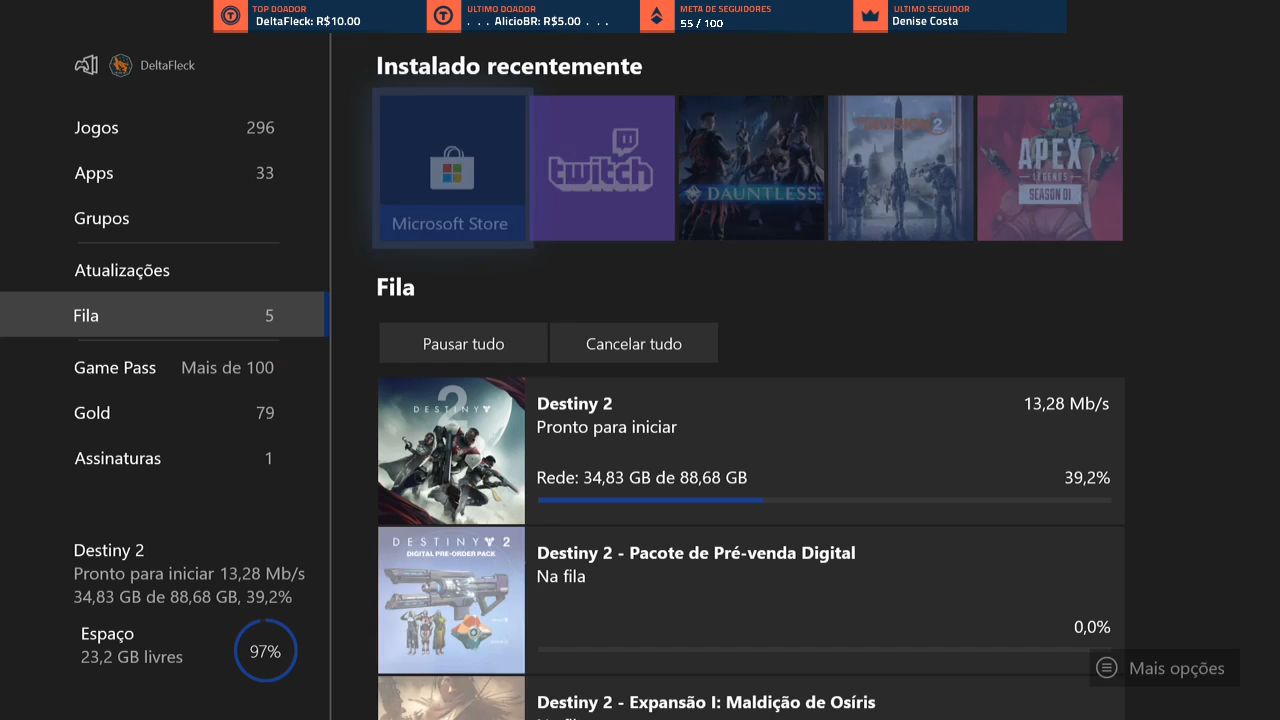 TOP DOADOR
DeltaFleck: R$10.00
ULTIMO DOADOR
. . . AlicioBR: R$5.00 . . .
META DE SEGUIDORES
55 / 100
ULTIMO SEGUIDOR
Denise Costa
DeltaFleck
Jogos 296
Apps 33
Grupos
Atualizações
Fila 5
Game Pass Mais de 100
Gold 79
Assinaturas 1
Destiny 2
Pronto para iniciar 13,28 Mb/s
34,83 GB de 88,68 GB, 39,2%
Espaço
23,2 GB livres
97%
Instalado recentemente
Microsoft Store
twitch
DAUNTLESS
THE DIVISION 2
APEX
LEGENDS
SEASON 01
Fila
Pausar tudo Cancelar tudo
2
DESTINY
Destiny 2 13,28 Mb/s
Pronto para iniciar
Rede: 34,83 GB de 88,68 GB 39,2%
DESTINY 2
DIGITAL PRE-ORDER PACK
Destiny 2 - Pacote de Pré-venda Digital
Na fila
0,0%
Destiny 2 - Expansão I: Maldição de Osíris
Mais opções